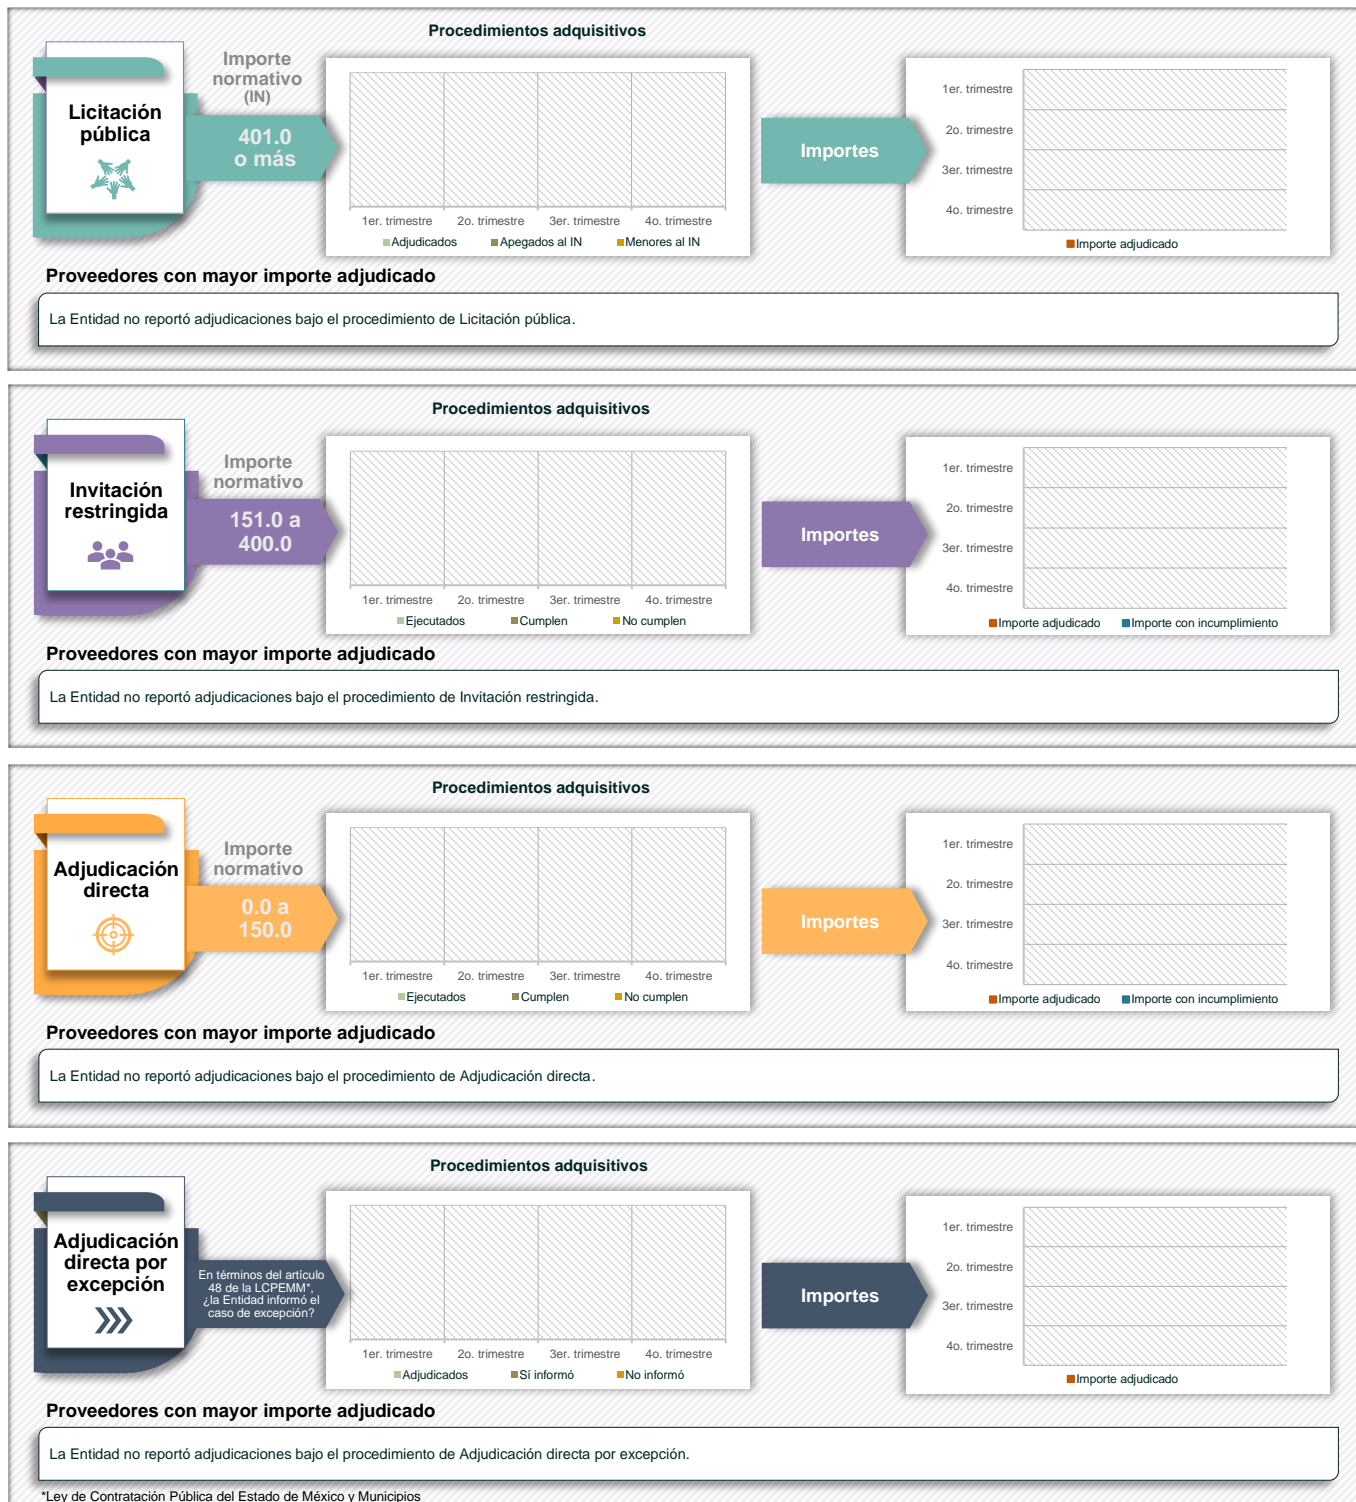 Procedimientos adquisitivos
Licitación
pública
Importe
normativo
(IN)
401.0
o más
1er. trimestre 2o. trimestre 3er. trimestre 4o. trimestre
Adjudicados Apegados al IN Menores al IN
Importes
1er. trimestre
2o. trimestre
3er. trimestre
4o. trimestre
Importe adjudicado
Proveedores con mayor importe adjudicado
La Entidad no reportó adjudicaciones bajo el procedimiento de Licitación pública.
Procedimientos adquisitivos
Invitación
restringida
Importe
normativo
151.0 a
400.0
1er. trimestre 2o. trimestre 3er. trimestre 4o. trimestre
Ejecutados Cumplen No cumplen
Importes
1er. trimestre
2o. trimestre
3er. trimestre
4o. trimestre
Importe adjudicado Importe con incumplimiento
Proveedores con mayor importe adjudicado
La Entidad no reportó adjudicaciones bajo el procedimiento de Invitación restringida.
Procedimientos adquisitivos
Adjudicación
directa
Importe
normativo
0.0 a
150.0
1er. trimestre 2o. trimestre 3er. trimestre 4o. trimestre
Ejecutados Cumplen No cumplen
Importes
1er. trimestre
2o. trimestre
3er. trimestre
4o. trimestre
Importe adjudicado Importe con incumplimiento
Proveedores con mayor importe adjudicado
La Entidad no reportó adjudicaciones bajo el procedimiento de Adjudicación directa.
Procedimientos adquisitivos
Adjudicación
directa por
excepción
En términos del artículo
48 de la LCPEMM*,
¿la Entidad informó el
caso de excepción?
1er. trimestre 2o. trimestre 3er. trimestre 4o. trimestre
Adjudicados Sí informó No informó
Importes
1er. trimestre
2o. trimestre
3er. trimestre
4o. trimestre
Importe adjudicado
Proveedores con mayor importe adjudicado
La Entidad no reportó adjudicaciones bajo el procedimiento de Adjudicación directa por excepción.
*Ley de Contratación Pública del Estado de México y Municipios